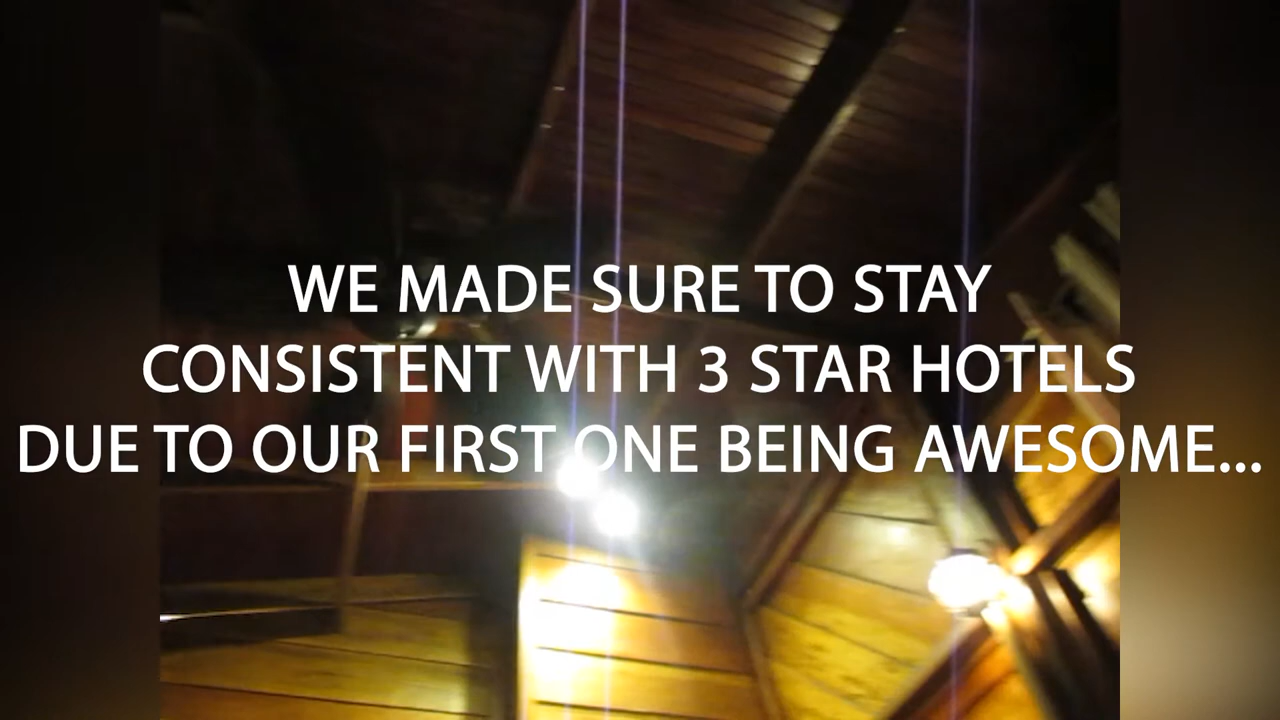 WE MADE SURE TO STAY
CONSISTENT WITH 3 STAR HOTELS
DUE TO OUR FIRST ONE BEING AWESOME...